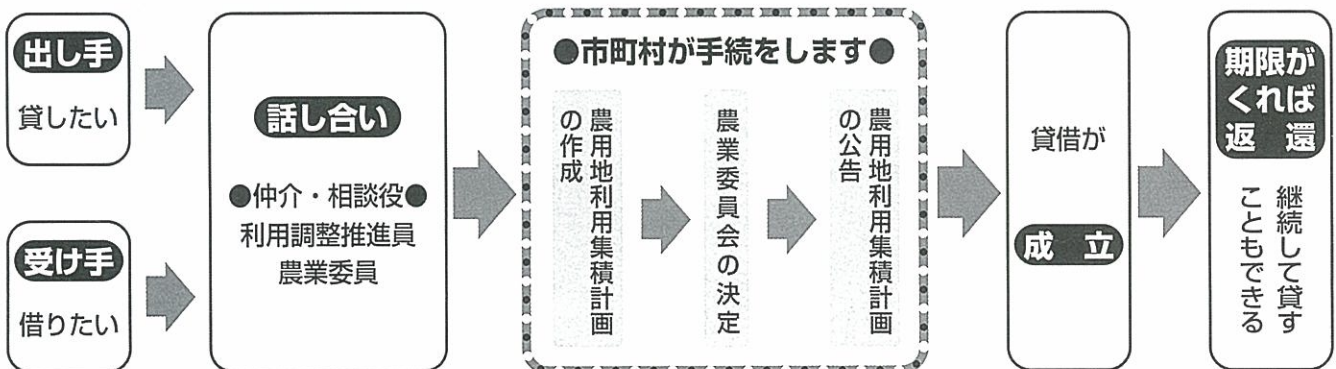 出し手
貸したい
受け手
借りたい
話し合い
●仲介・相談役●
利用調整推進員
農業委員
●市町村が手続をします●
農用地利用集積計画
の作成
農業委員会の決定
農用地利用集積計画
の公告
貸借が
成 立
期限が
くれば
返 還
継続して貸す
こともできる